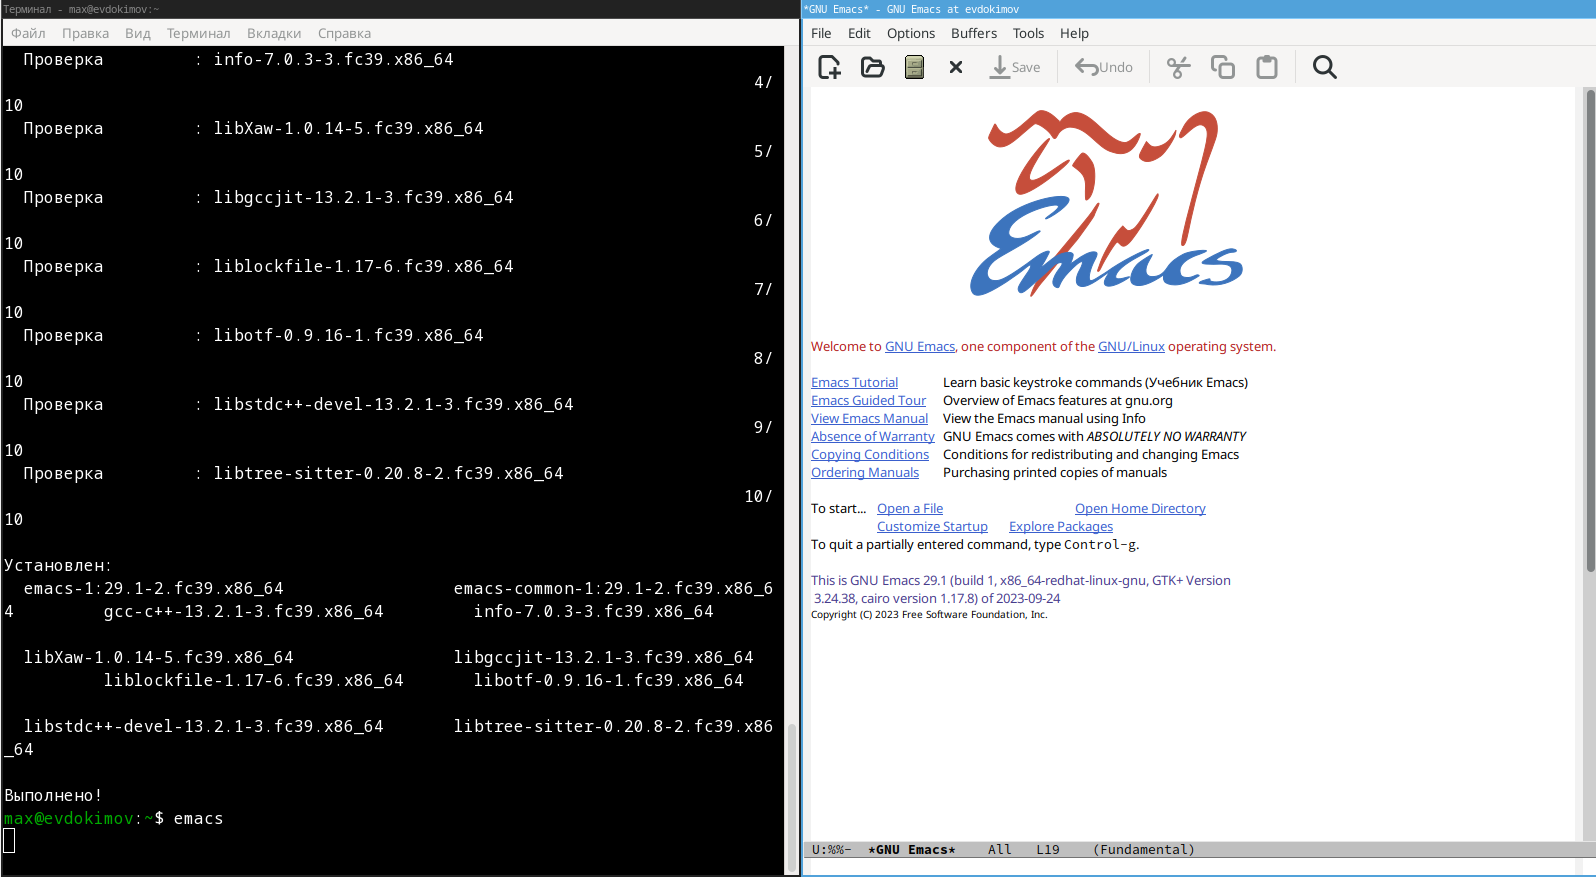 Терминал - max@evdokimov:~
Файл Правка Вид Терминал Вкладки Справка
Проверка : info-7.0.3-3.fc39.x86_64
4/
10
Проверка : libXaw-1.0.14-5.fc39.x86_64
5/
10
Проверка : libgccjit-13.2.1-3.fc39.x86_64
6/
10
Проверка : liblockfile-1.17-6.fc39.x86_64
7/
10
Проверка : libotf-0.9.16-1.fc39.x86_64
8/
10
Проверка : libstdc++-devel-13.2.1-3.fc39.x86_64
9/
10
Проверка : libtree-sitter-0.20.8-2.fc39.x86_64
10/
10
Установлен:
emacs-1:29.1-2.fc39.x86_64 emacs-common-1:29.1-2.fc39.x86_6
4 gcc-c++-13.2.1-3.fc39.x86_64 info-7.0.3-3.fc39.x86_64
libXaw-1.0.14-5.fc39.x86_64 libgccjit-13.2.1-3.fc39.x86_64
liblockfile-1.17-6.fc39.x86_64 libotf-0.9.16-1.fc39.x86_64
libstdc++-devel-13.2.1-3.fc39.x86_64 libtree-sitter-0.20.8-2.fc39.x86
_64
Выполнено!
max@evdokimov:~$ emacs
*GNU Emacs* - GNU Emacs at evdokimov
File Edit Options Buffers Tools Help
Save Undo
Emacs
Welcome to GNU Emacs, one component of the GNU/Linux operating system.
Emacs Tutorial Learn basic keystroke commands (Учебник Emacs)
Emacs Guided Tour Overview of Emacs features at gnu.org
View Emacs Manual View the Emacs manual using Info
Absence of Warranty GNU Emacs comes with ABSOLUTELY NO WARRANTY
Copying Conditions Conditions for redistributing and changing Emacs
Ordering Manuals Purchasing printed copies of manuals
To start... Open a File Open Home Directory
Customize Startup Explore Packages
To quit a partially entered command, type Control-g.
This is GNU Emacs 29.1 (build 1, x86_64-redhat-linux-gnu, GTK+ Version
3.24.38, cairo version 1.17.8) of 2023-09-24
Copyright (C) 2023 Free Software Foundation, Inc.
U:%%- *GNU Emacs* All L19 (Fundamental)